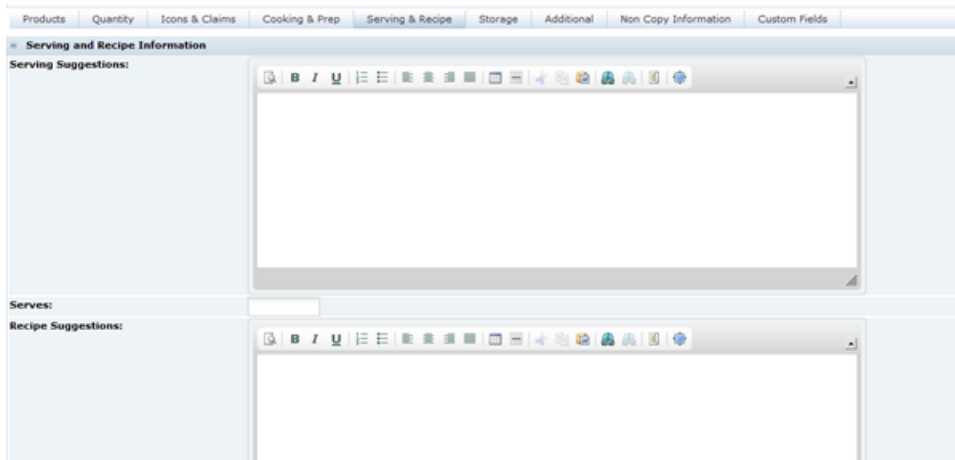 Products Quantity Icons & Claims Cooking & Prep Serving & Recipe Storage Additional Non Copy Information Custom Fields
Serving and Recipe Information
Serving Suggestions:
B I U
Serves:
Recipe Suggestions:
B I U